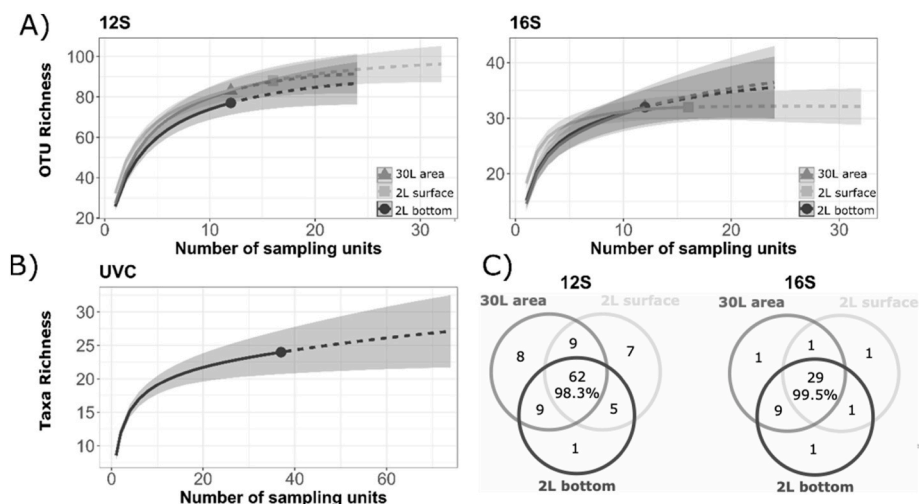 A)
12S
16S
OTU Richness
100
80
60
40
20
0
10
20
30
30L area
2L surface
2L bottom
Number of sampling units
40
30
20
0
10
20
30
30L area
2L surface
2L bottom
Number of sampling units
B)
UVC
Taxa Richness
30
25
20
15
10
0
20
40
60
Number of sampling units
C)
12S
30L area
2L surface
8
9
7
62
98.3%
9
5
1
2L bottom
16S
30L area
2L surface
1
1
1
29
99.5%
9
1
1
2L bottom